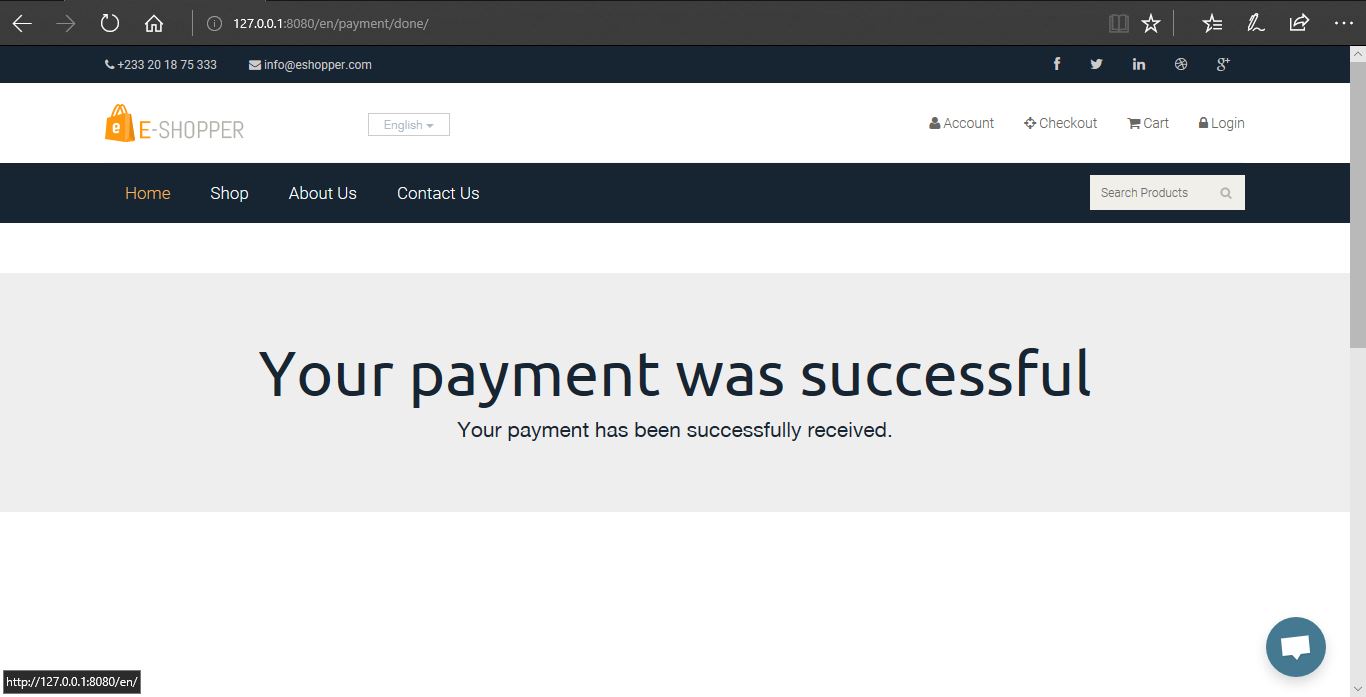 127.0.0.1:8080/en/payment/done/
+233 20 18 75 333 info@eshopper.com
e E-SHOPPER English Account Checkout Cart Login
Home Shop About Us Contact Us Search Products
Your payment was successful
Your payment has been successfully received.
http://127.0.0.1:8080/en/